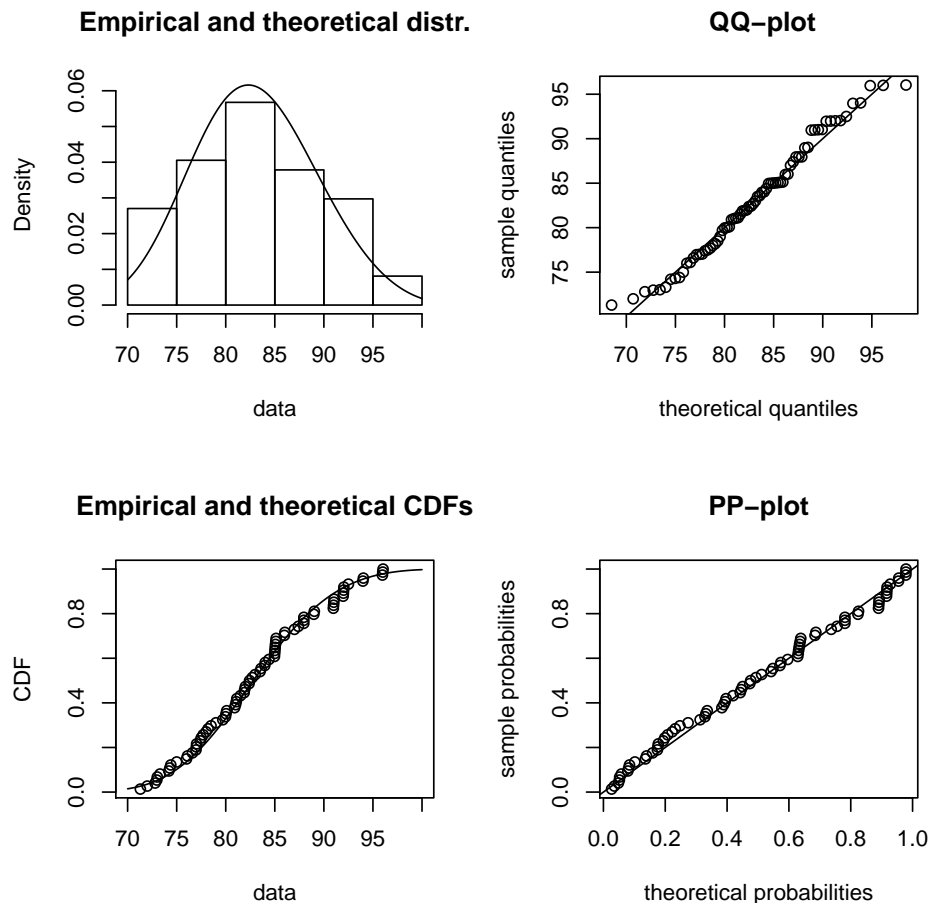 Empirical and theoretical distr.
Density
0.00 0.02 0.04 0.06
70 75 80 85 90 95
data
QQ−plot
sample quantiles
75 80 85 90 95
70 75 80 85 90 95
theoretical quantiles
Empirical and theoretical CDFs
CDF
0.0 0.4 0.8
70 75 80 85 90 95
data
PP−plot
sample probabilities
0.0 0.4 0.8
0.0 0.2 0.4 0.6 0.8 1.0
theoretical probabilities